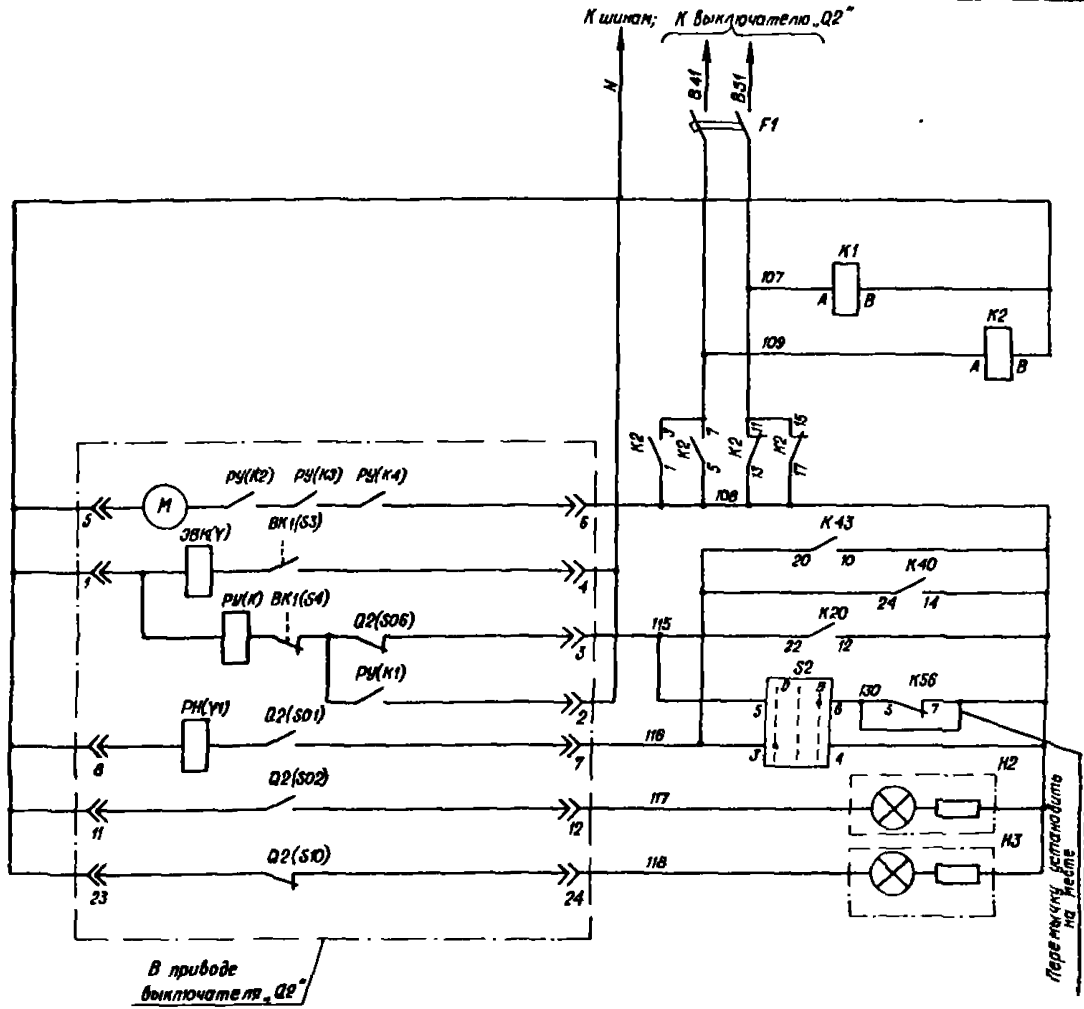 К шинам; К выключателю „Q2"
N
В41
В31
F1
К1
107
А В
К2
109
А В
3 7 11 15
К2 К2 К2 К2
1 5 13 17
108
М РУ(К2) РУ(К3) РУ(К4)
5 6
ЭВК(Y) ВК1(S3)
1 4
К43
20 10
К40
24 14
РУ(К) ВК1(S4) Q2(S06)
3
115
К20
22 12
РУ(К1)
2
S2
О В
5 6
130
К56
5 7
РН(Y1) Q2(S01)
8 7
116
3 4
Q2(S02)
11 12
117
Н2
Q2(S10)
23 24
118
Н3
Перемычку установить
на месте
В приводе
выключателя „Q2"